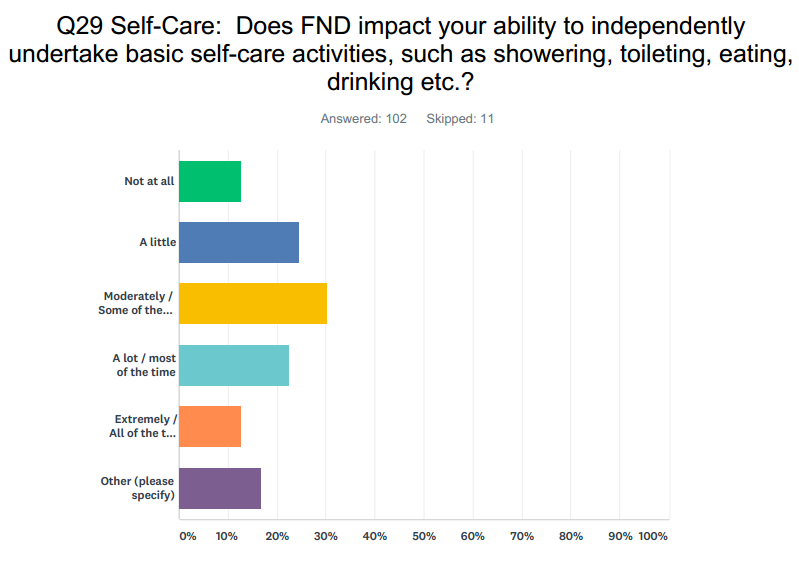 Q29 Self-Care:  Does FND impact your ability to independently
undertake basic self-care activities, such as showering, toileting, eating,
drinking etc.?
Answered: 102 Skipped: 11
Not at all
A little
Moderately /
Some of the...
A lot / most
of the time
Extremely /
All of the t...
Other (please
specify)
0% 10% 20% 30% 40% 50% 60% 70% 80% 90% 100%